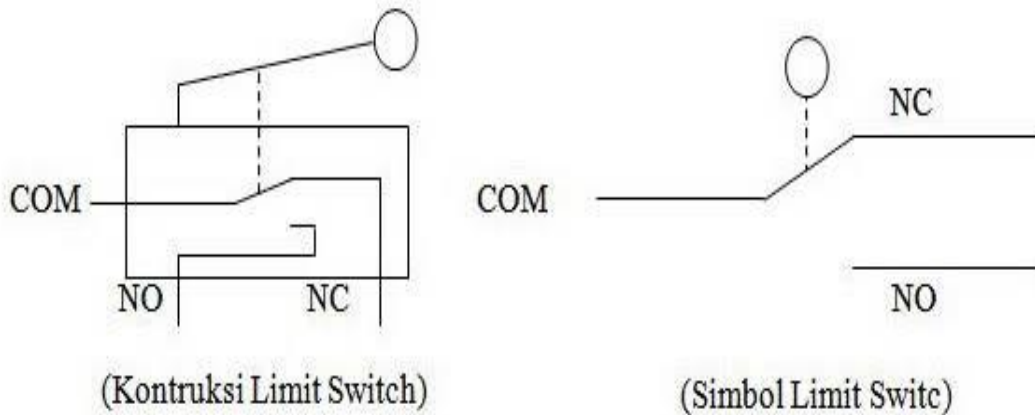 COM
NO
NC
(Kontruksi Limit Switch)
COM
NC
NO
(Simbol Limit Switc)